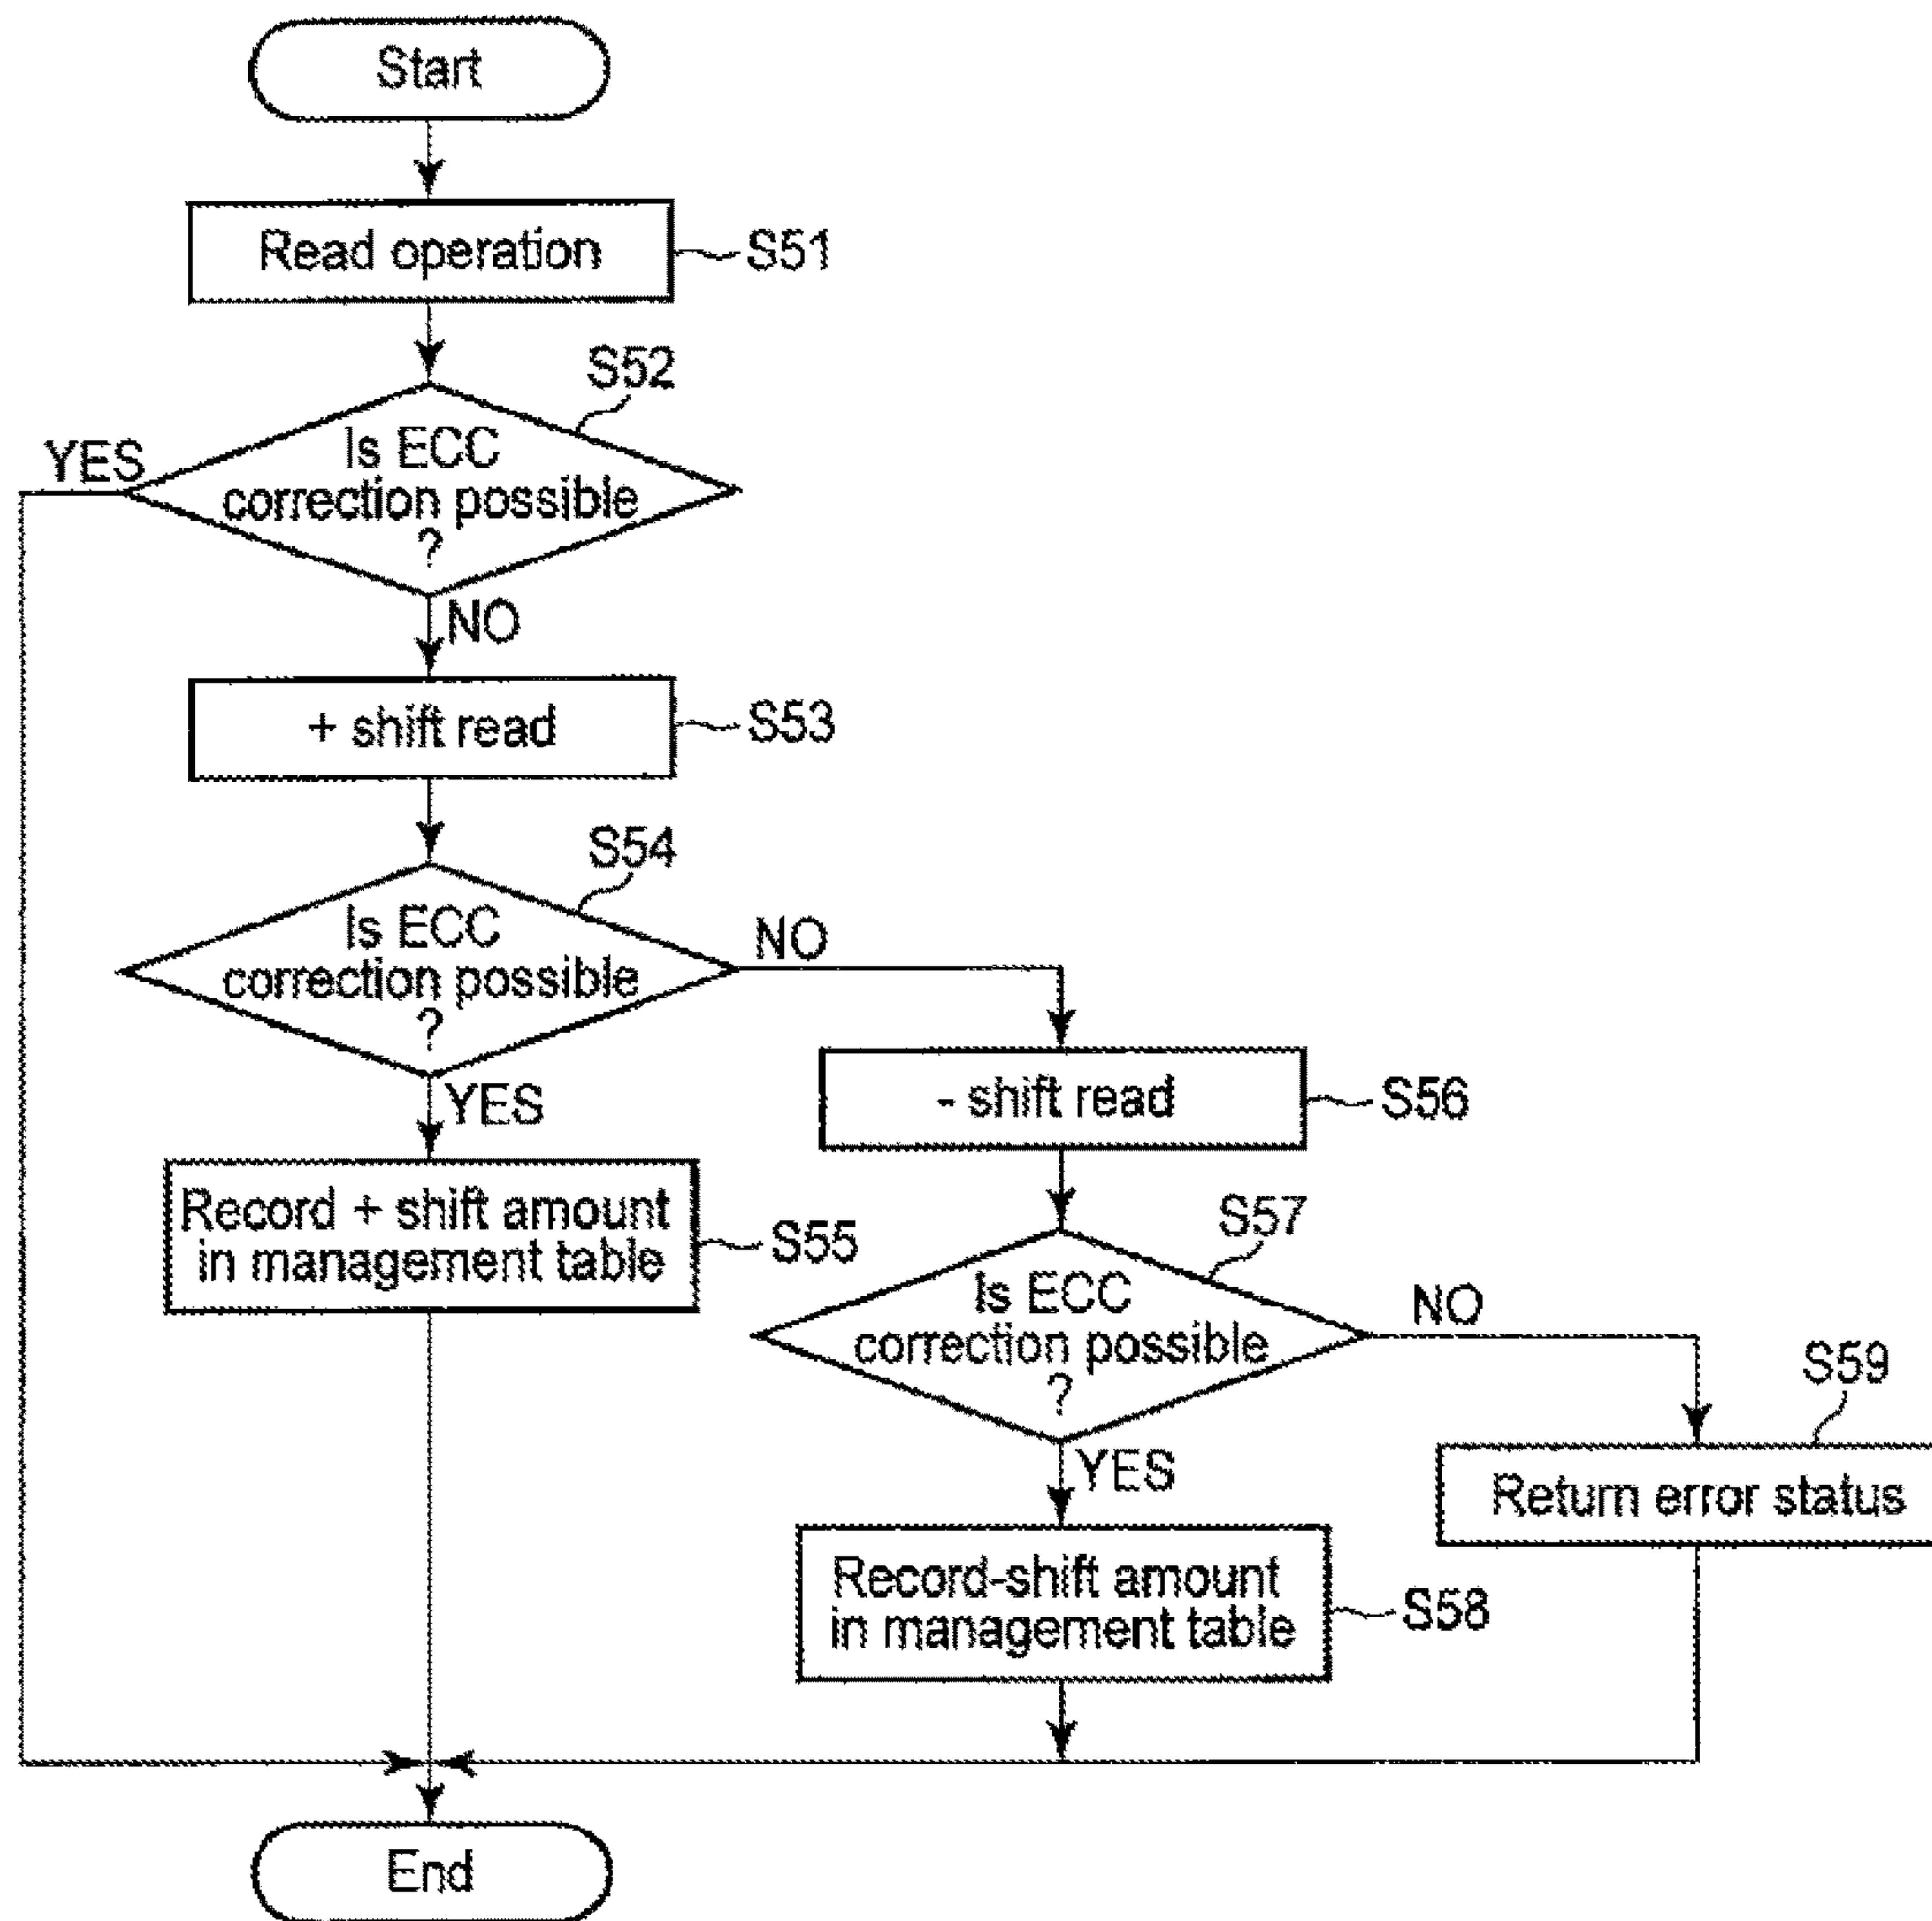 Start
Read operation
S51
S52
Is ECC
correction possible
?
YES
NO
+ shift read
S53
S54
Is ECC
correction possible
?
NO
YES
- shift read
S56
Record + shift amount
in management table
S55
S57
Is ECC
correction possible
?
NO
YES
S59
Return error status
Record-shift amount
in management table
S58
End